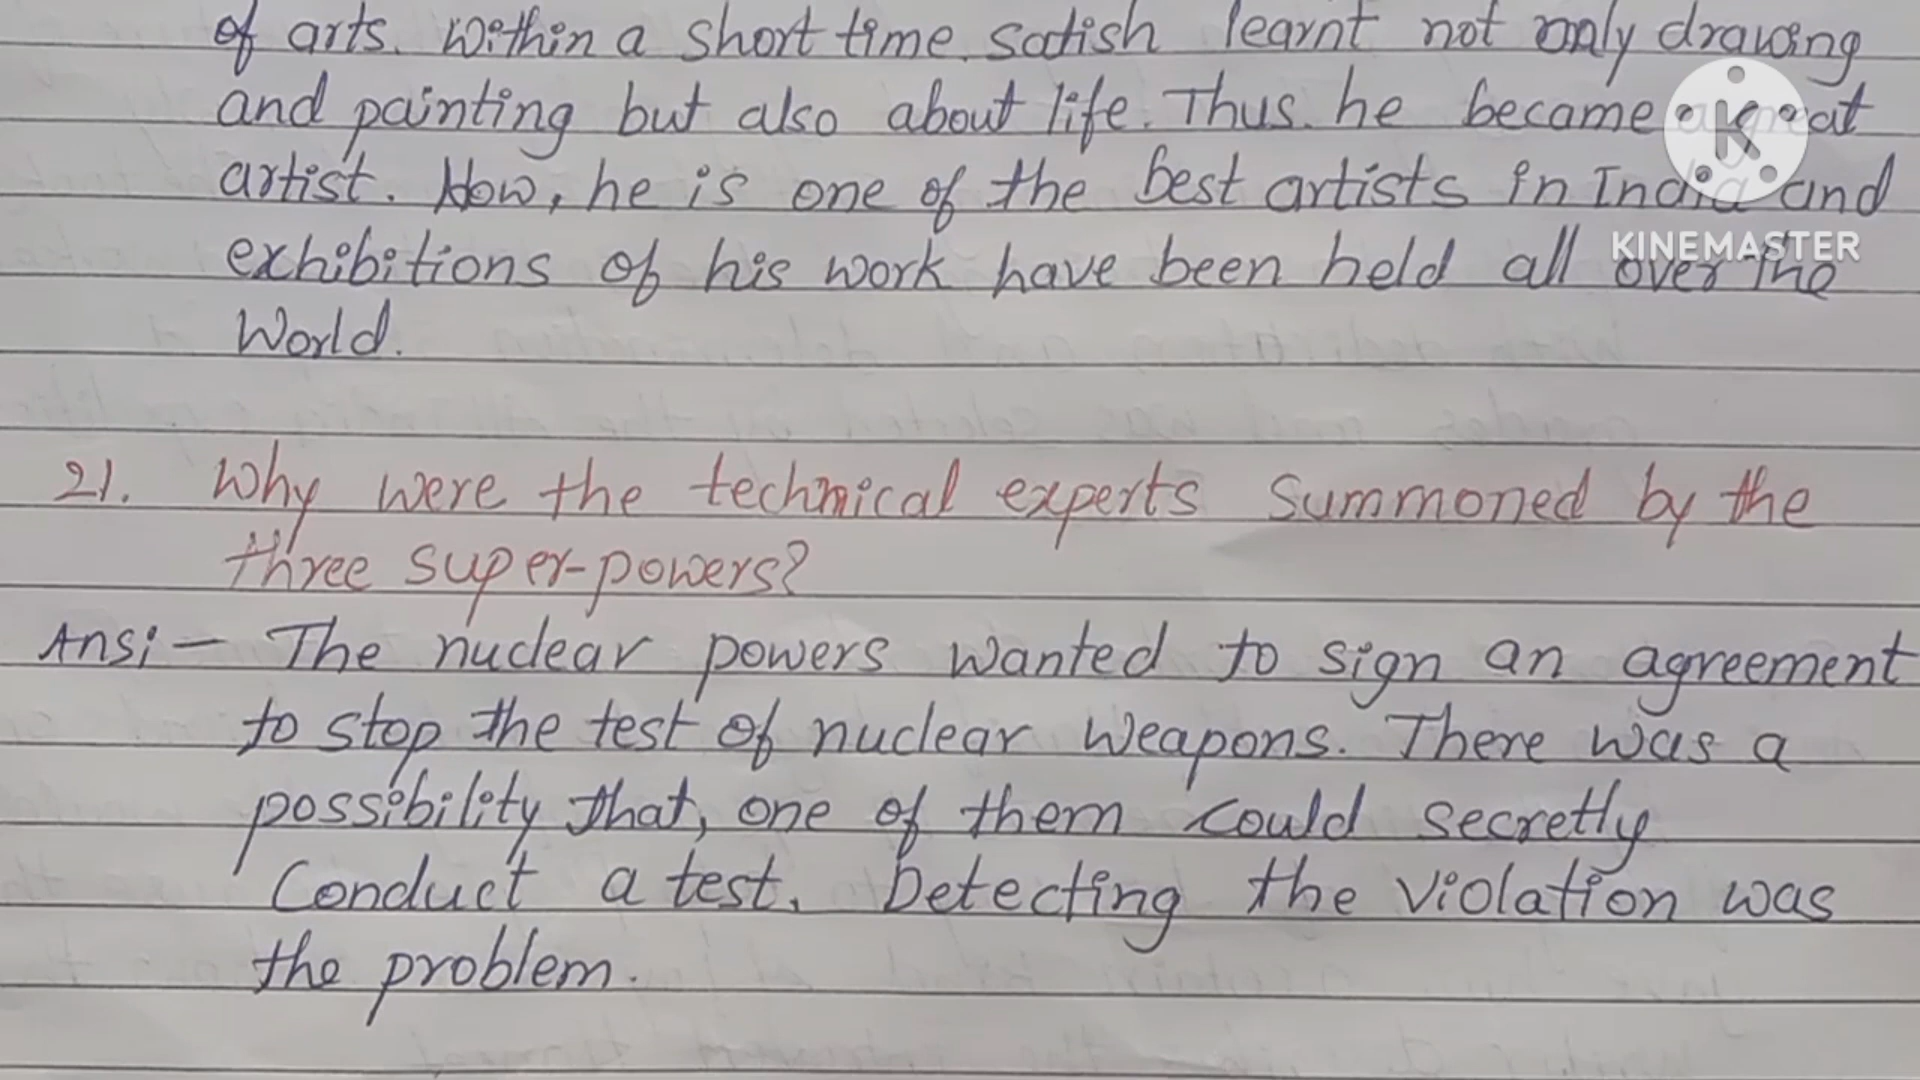 of arts. Within a short time. Satish learnt not only drawing
and painting but also about life. Thus. he became a great
artist. Now, he is one of the best artists in India and
KINEMASTER
exhibitions of his work have been held all over the
World.
21. Why were the technical experts summoned by the
three super-powers?
Ans:- The nuclear powers wanted to sign an agreement
to stop the test of nuclear weapons. There was a
possibility that, one of them could secretly
Conduct a test. Detecting the violation was
the problem.